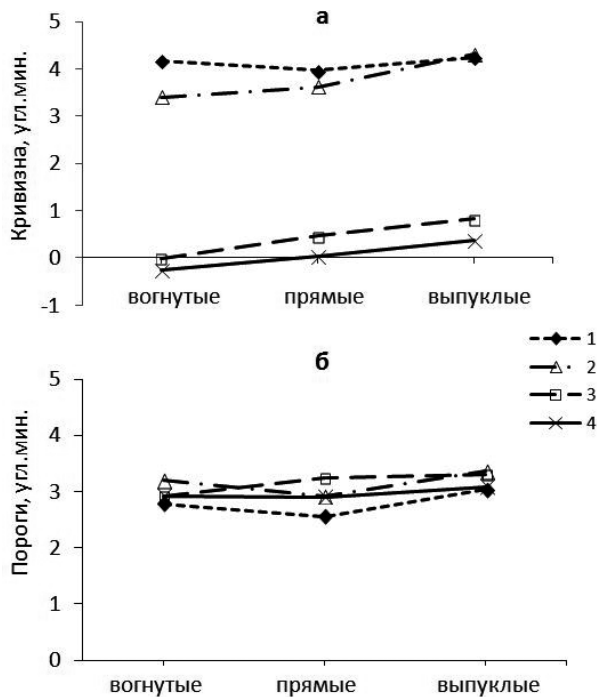 а
Кривизна, угл.мин.
5
4
3
2
1
0
-1
вогнутые прямые выпуклые
1
2
3
4
б
Пороги, угл.мин.
5
4
3
2
1
0
вогнутые прямые выпуклые